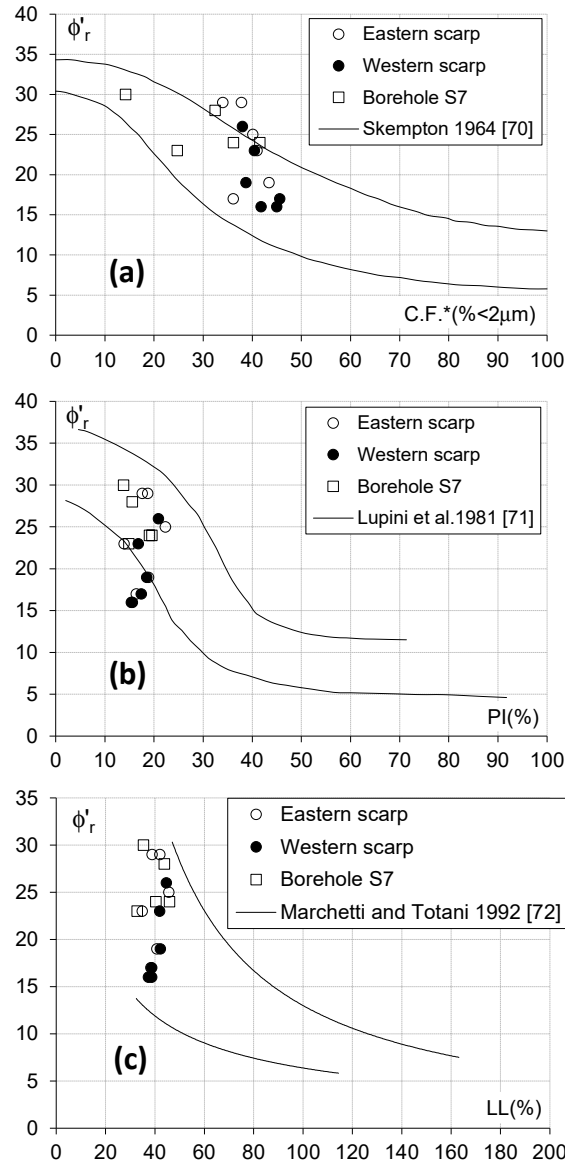 ϕ'r
40
35
30
25
20
15
10
5
0
Eastern scarp
Western scarp
Borehole S7
Skempton 1964 [70]
(a)
C.F.*(%<2μm)
0 10 20 30 40 50 60 70 80 90 100
ϕ'r
40
35
30
25
20
15
10
5
0
Eastern scarp
Western scarp
Borehole S7
Lupini et al.1981 [71]
(b)
PI(%)
0 10 20 30 40 50 60 70 80 90 100
ϕ'r
35
30
25
20
15
10
5
0
Eastern scarp
Western scarp
Borehole S7
Marchetti and Totani 1992 [72]
(c)
LL(%)
0 20 40 60 80 100 120 140 160 180 200